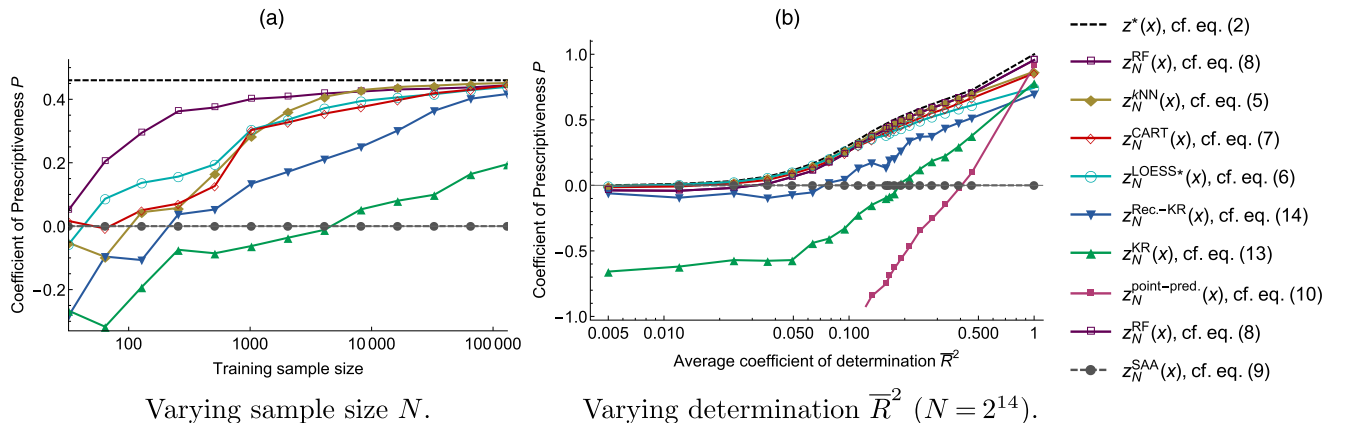 (a)
Coefficient of Prescriptiveness P
0.4
0.2
0.0
−0.2
100
1000
10 000
100 000
Training sample size
Varying sample size N.
(b)
Coefficient of Prescriptiveness P
1.0
0.5
0.0
−0.5
−1.0
0.005
0.010
0.050
0.100
0.500
1
Average coefficient of determination R̅²
Varying determination R̅² (N = 2¹⁴).
z*(x), cf. eq. (2)
z_N^RF(x), cf. eq. (8)
z_N^kNN(x), cf. eq. (5)
z_N^CART(x), cf. eq. (7)
z_N^LOESS*(x), cf. eq. (6)
z_N^Rec.−KR(x), cf. eq. (14)
z_N^KR(x), cf. eq. (13)
z_N^point−pred.(x), cf. eq. (10)
z_N^RF(x), cf. eq. (8)
z_N^SAA(x), cf. eq. (9)